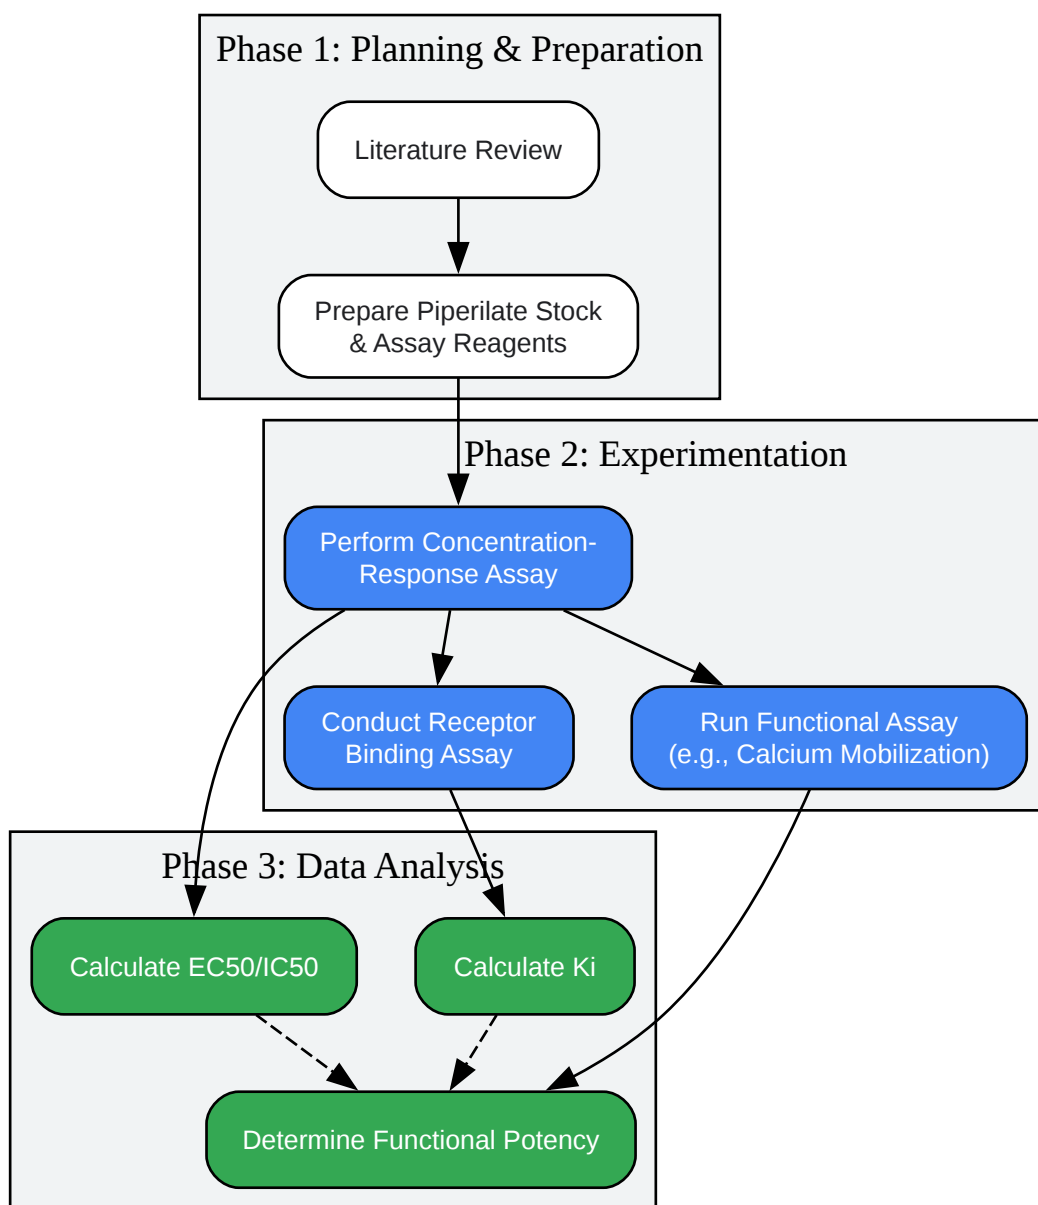 Phase 1: Planning & Preparation
Literature Review
Prepare Piperilate Stock
& Assay Reagents
Phase 2: Experimentation
Perform Concentration-
Response Assay
Conduct Receptor
Binding Assay
Run Functional Assay
(e.g., Calcium Mobilization)
Phase 3: Data Analysis
Calculate EC50/IC50
Calculate Ki
Determine Functional Potency